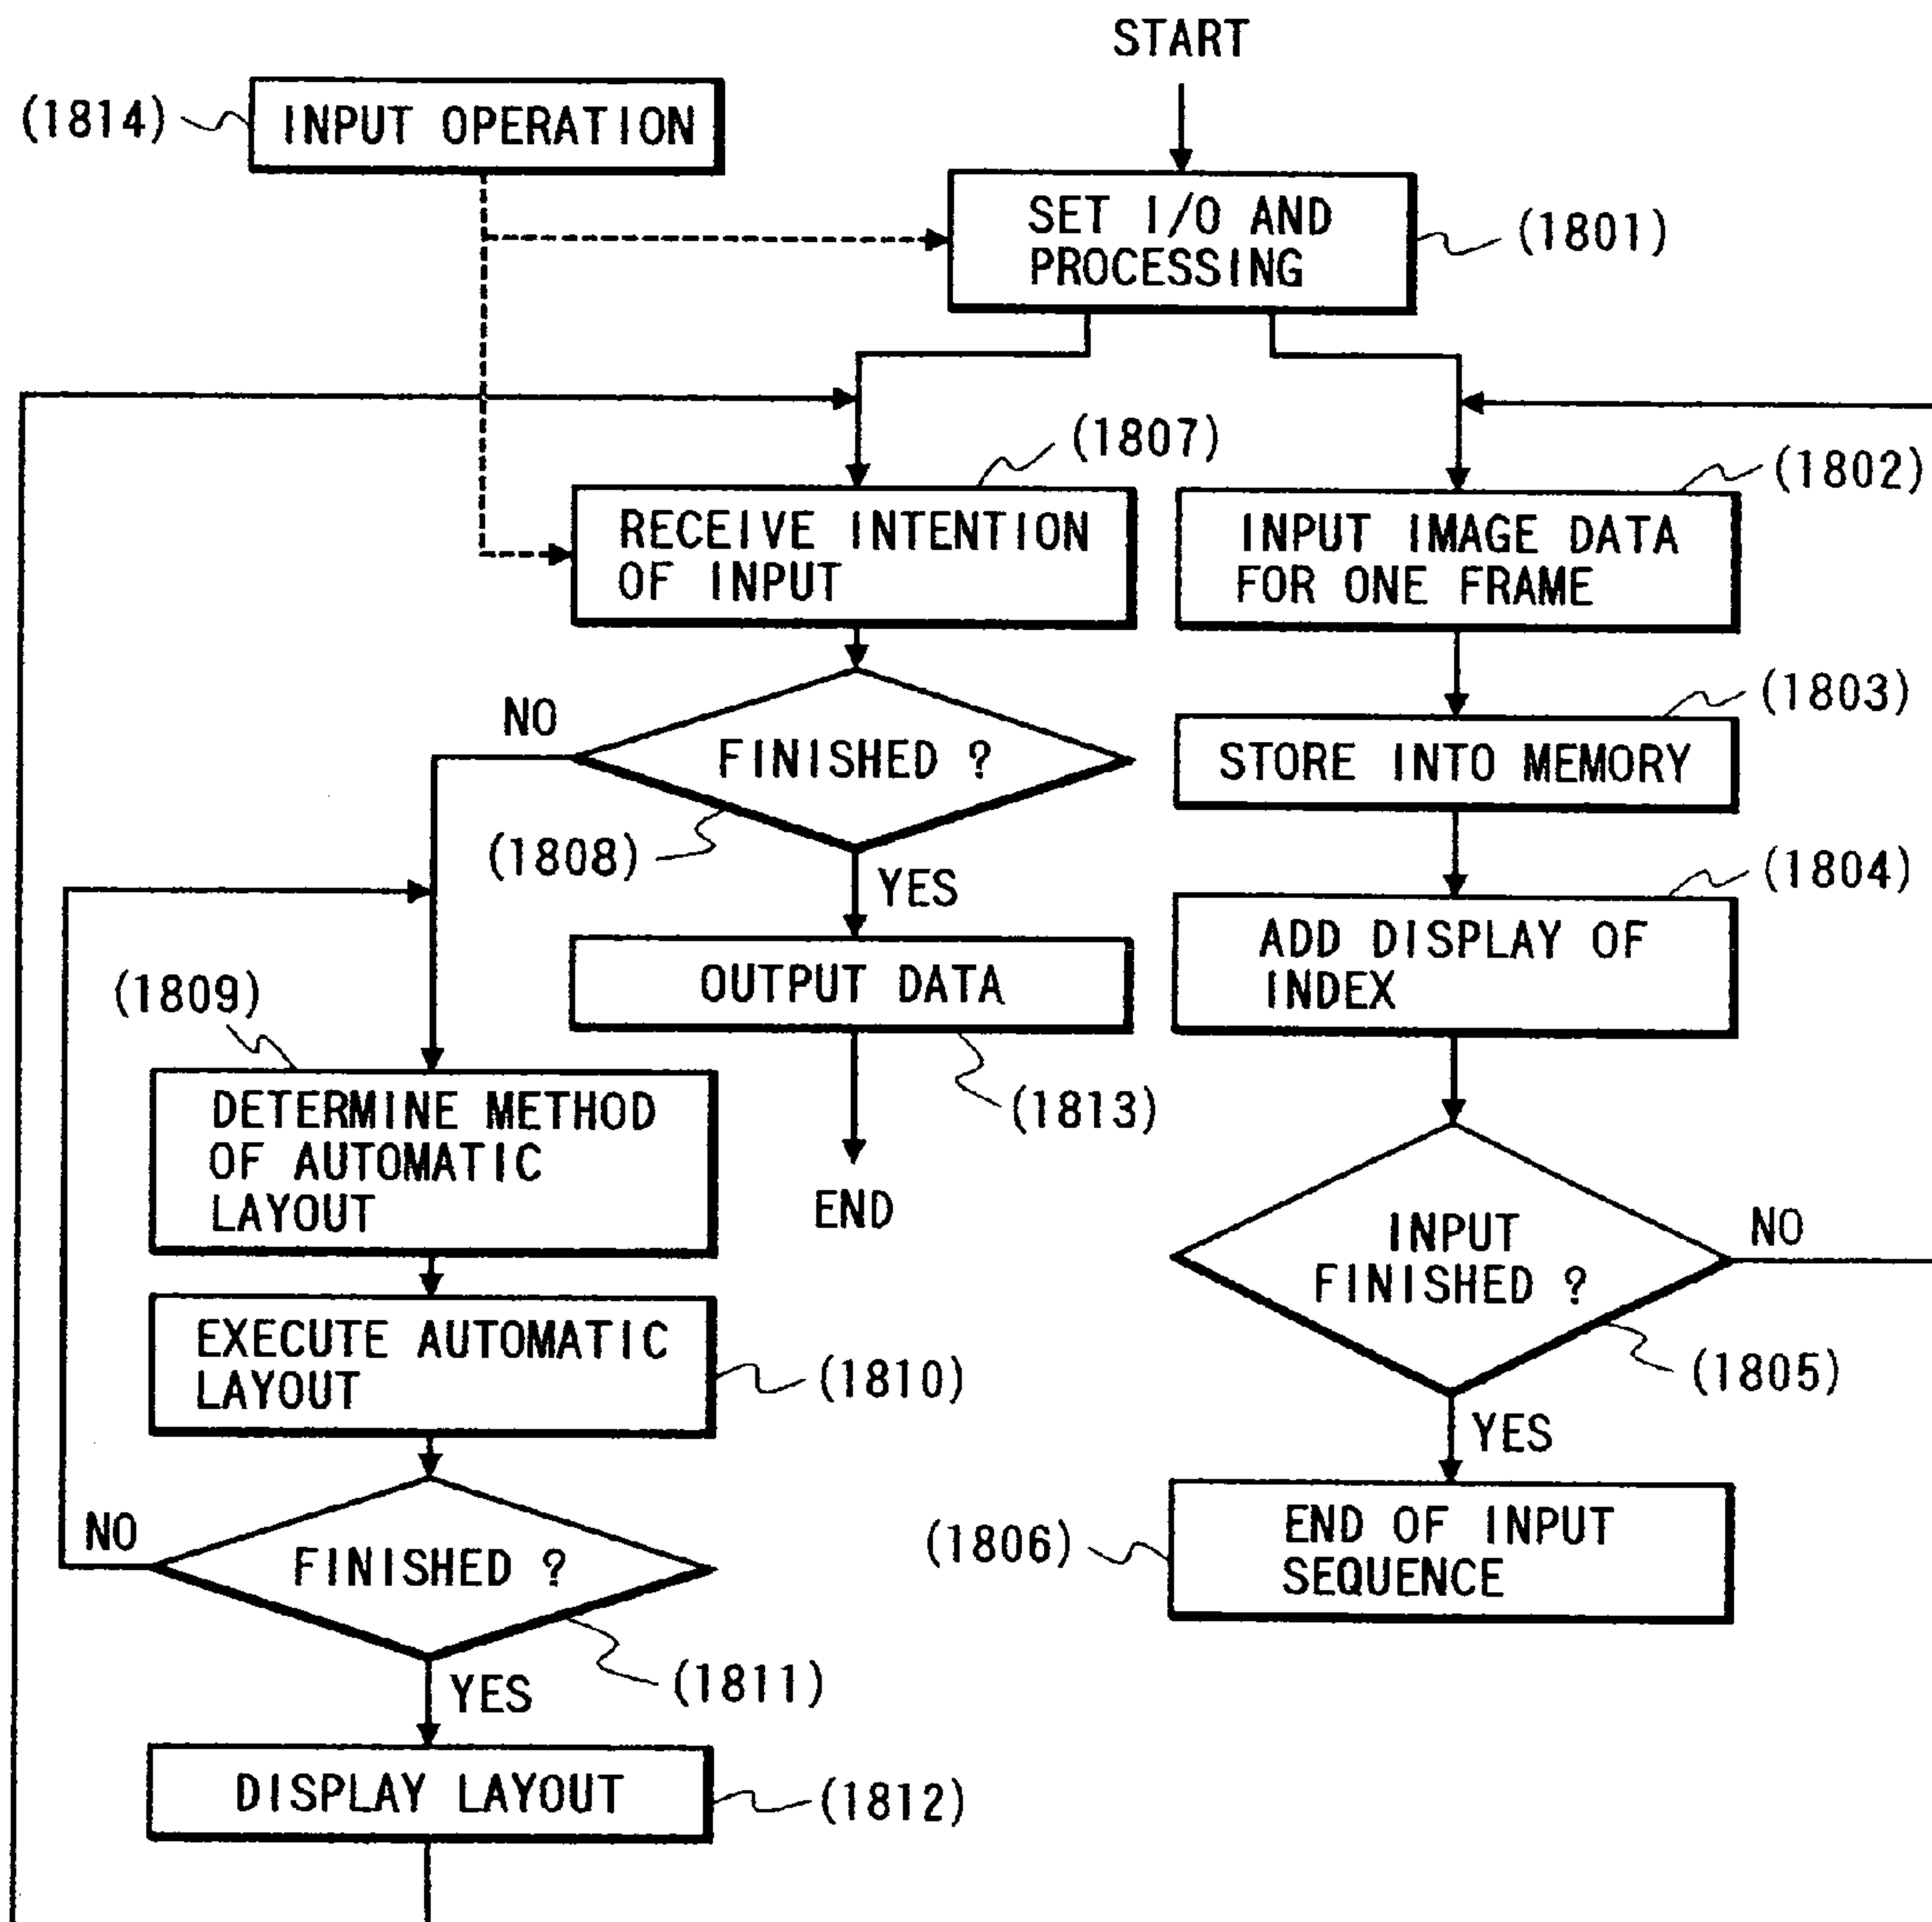 START
(1814)
INPUT OPERATION
SET I/O AND
PROCESSING
(1801)
(1807)
RECEIVE INTENTION
OF INPUT
(1802)
INPUT IMAGE DATA
FOR ONE FRAME
(1803)
STORE INTO MEMORY
NO
FINISHED ?
(1808)
YES
(1804)
ADD DISPLAY OF
INDEX
OUTPUT DATA
(1813)
END
(1809)
DETERMINE METHOD
OF AUTOMATIC
LAYOUT
INPUT
FINISHED ?
NO
(1805)
YES
EXECUTE AUTOMATIC
LAYOUT
(1810)
(1806)
END OF INPUT
SEQUENCE
NO
FINISHED ?
(1811)
YES
DISPLAY LAYOUT
(1812)